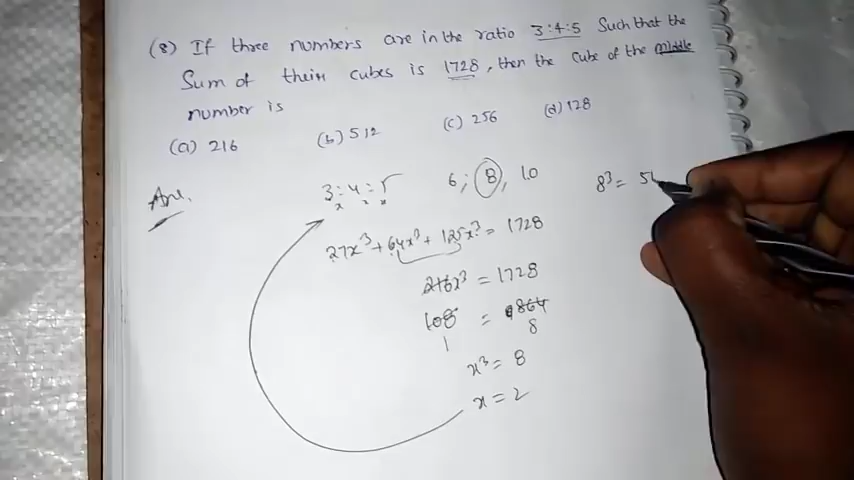 (8) If three numbers are in the ratio 3:4:5 Such that the
Sum of their cubes is 1728, then the cube of the middle
number is
(a) 216 (b) 512 (c) 256 (d) 128
Ans. 3:4:5 6, 8, 10 8³ =
x x x
27x³ + 64x³ + 125x³ = 1728
216x³ = 1728
108 = 864
1 8
x³ = 8
x = 2